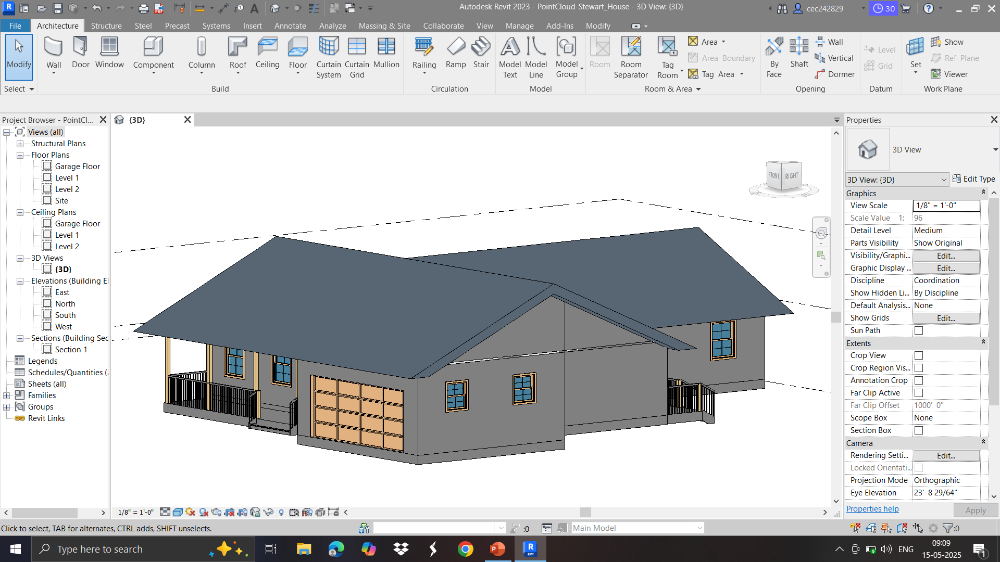 Autodesk Revit 2023 - PointCloud-Stewart_House - 3D View: {3D}
cec242829
30
File
Architecture
Structure
Steel
Precast
Systems
Insert
Annotate
Analyze
Massing & Site
Collaborate
View
Manage
Add-Ins
Modify
Modify
Wall
Door
Window
Component
Column
Roof
Ceiling
Floor
Curtain System
Curtain Grid
Mullion
Railing
Ramp
Stair
Model Text
Model Line
Model Group
Room
Room Separator
Tag Room
Area
Area Boundary
Tag Area
By Face
Shaft
Wall
Vertical
Dormer
Level
Grid
Set
Show
Ref Plane
Viewer
Select
Build
Circulation
Model
Room & Area
Opening
Datum
Work Plane
Project Browser - PointCl...
Views (all)
Structural Plans
Floor Plans
Garage Floor
Level 1
Level 2
Site
Ceiling Plans
Garage Floor
Level 1
Level 2
3D Views
{3D}
Elevations (Building El
East
North
South
West
Sections (Building Sec
Section 1
Legends
Schedules/Quantities (a
Sheets (all)
Families
Groups
Revit Links
{3D}
FRONT
RIGHT
Properties
3D View
3D View: {3D}
Edit Type
Graphics
View Scale 1/8" = 1'-0"
Scale Value 1: 96
Detail Level Medium
Parts Visibility Show Original
Visibility/Graphi... Edit...
Graphic Display ... Edit...
Discipline Coordination
Show Hidden Li... By Discipline
Default Analysis... None
Show Grids Edit...
Sun Path
Extents
Crop View
Crop Region Vis...
Annotation Crop
Far Clip Active
Far Clip Offset 1000' 0"
Scope Box None
Section Box
Camera
Rendering Setti... Edit...
Locked Orientati...
Projection Mode Orthographic
Eye Elevation 23' 8 29/64"
Properties help
Apply
1/8" = 1'-0"
Click to select, TAB for alternates, CTRL adds, SHIFT unselects.
:0
Main Model
:0
Type here to search
ENG
09:09
15-05-2025
1